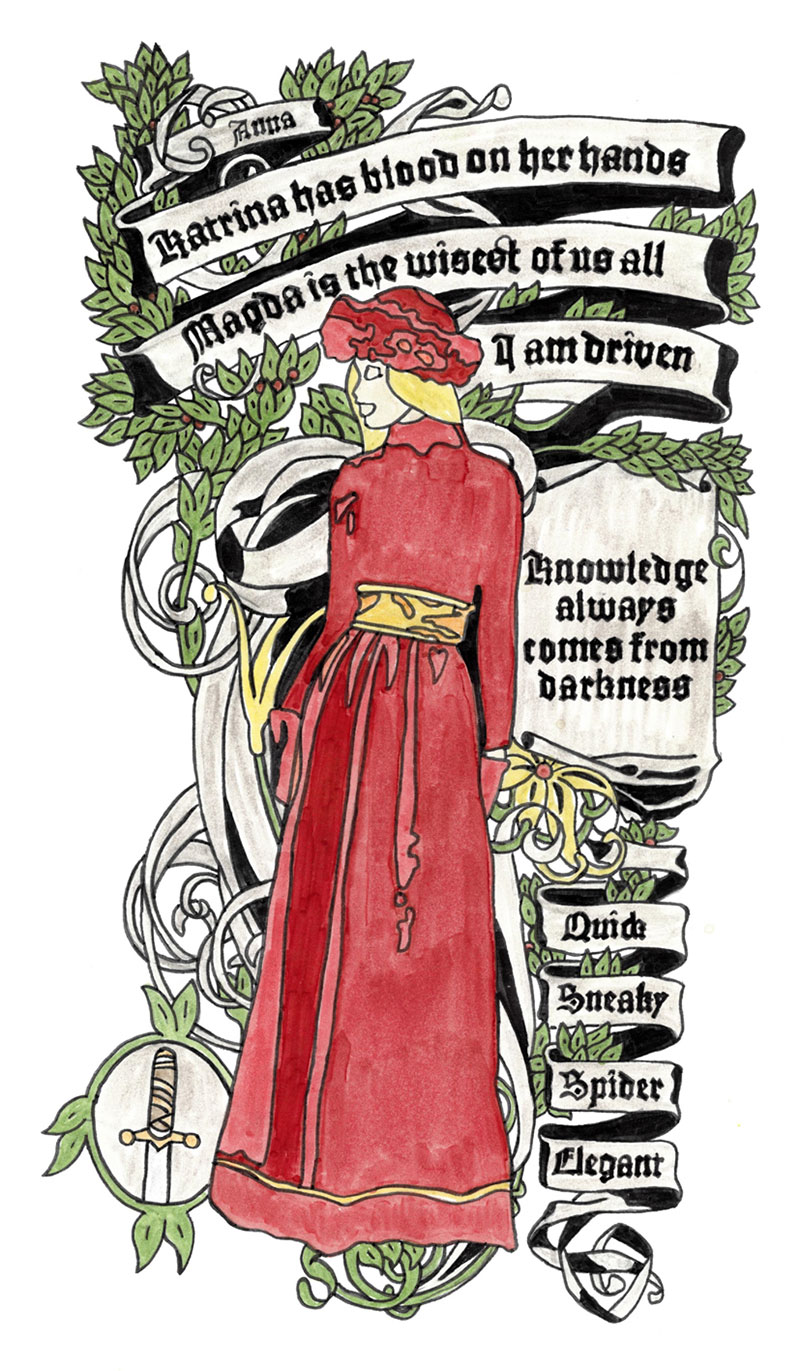 Anna
Katrina has blood on her hands
Magda is the wisest of us all
I am driven
Knowledge
always
comes from
darkness
Quick
Sneaky
Spider
Elegant